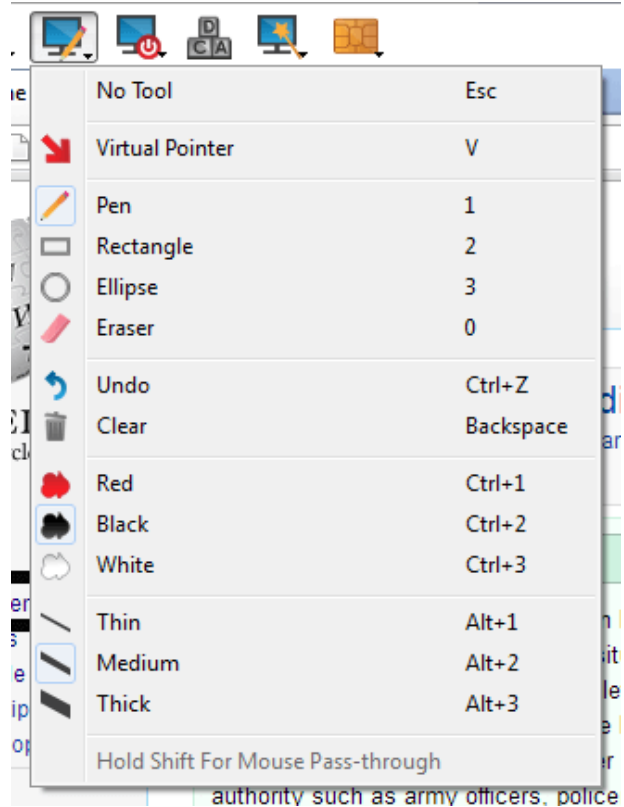 D
C A
No Tool Esc
Virtual Pointer V
Pen 1
Rectangle 2
Ellipse 3
Eraser 0
Undo Ctrl+Z
Clear Backspace
Red Ctrl+1
Black Ctrl+2
White Ctrl+3
Thin Alt+1
Medium Alt+2
Thick Alt+3
Hold Shift For Mouse Pass-through
authority such as army officers, police